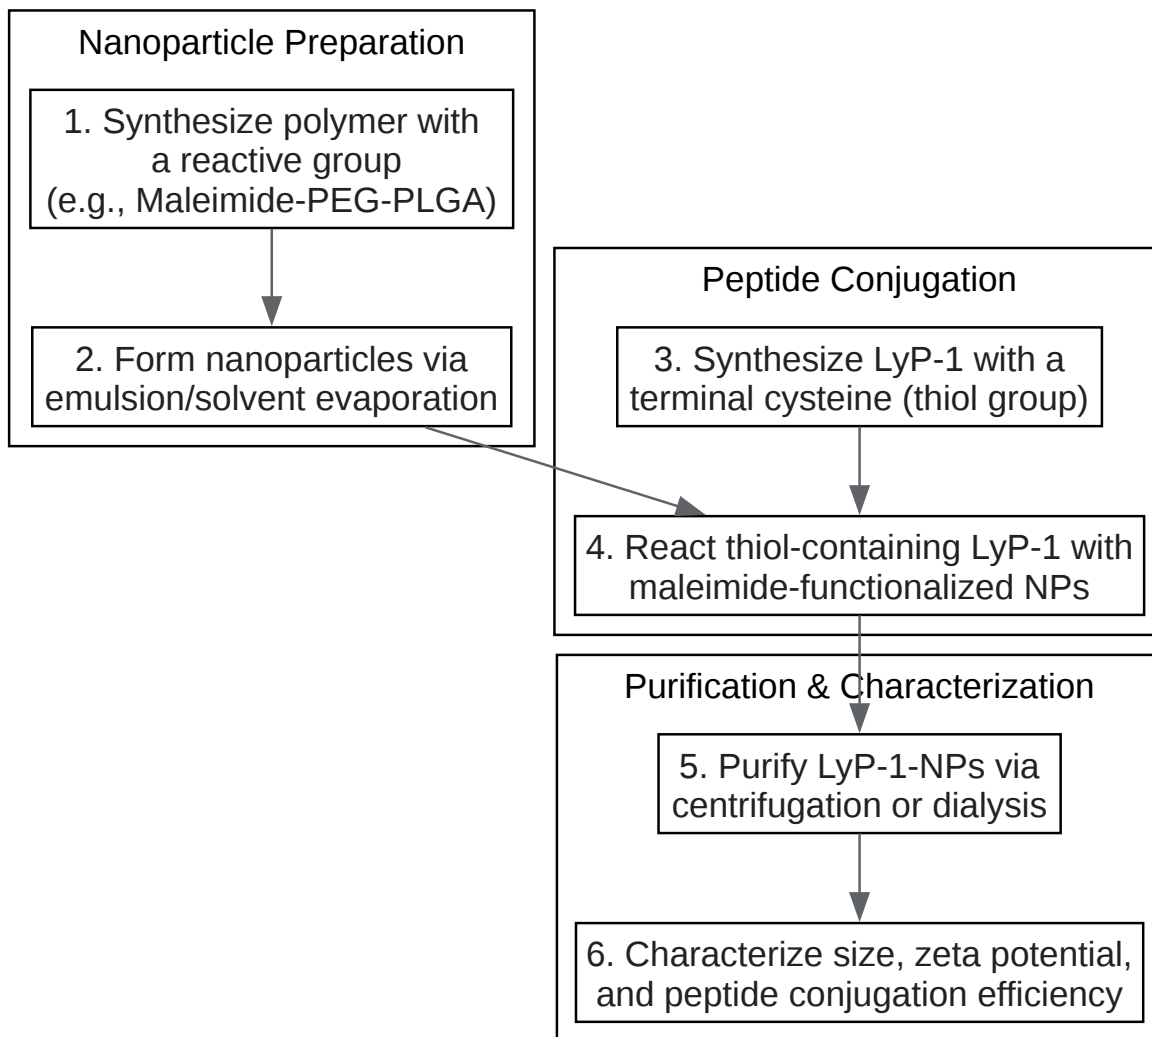 Nanoparticle Preparation
1. Synthesize polymer with
a reactive group
(e.g., Maleimide-PEG-PLGA)
2. Form nanoparticles via
emulsion/solvent evaporation
Peptide Conjugation
3. Synthesize LyP-1 with a
terminal cysteine (thiol group)
4. React thiol-containing LyP-1 with
maleimide-functionalized NPs
Purification & Characterization
5. Purify LyP-1-NPs via
centrifugation or dialysis
6. Characterize size, zeta potential,
and peptide conjugation efficiency